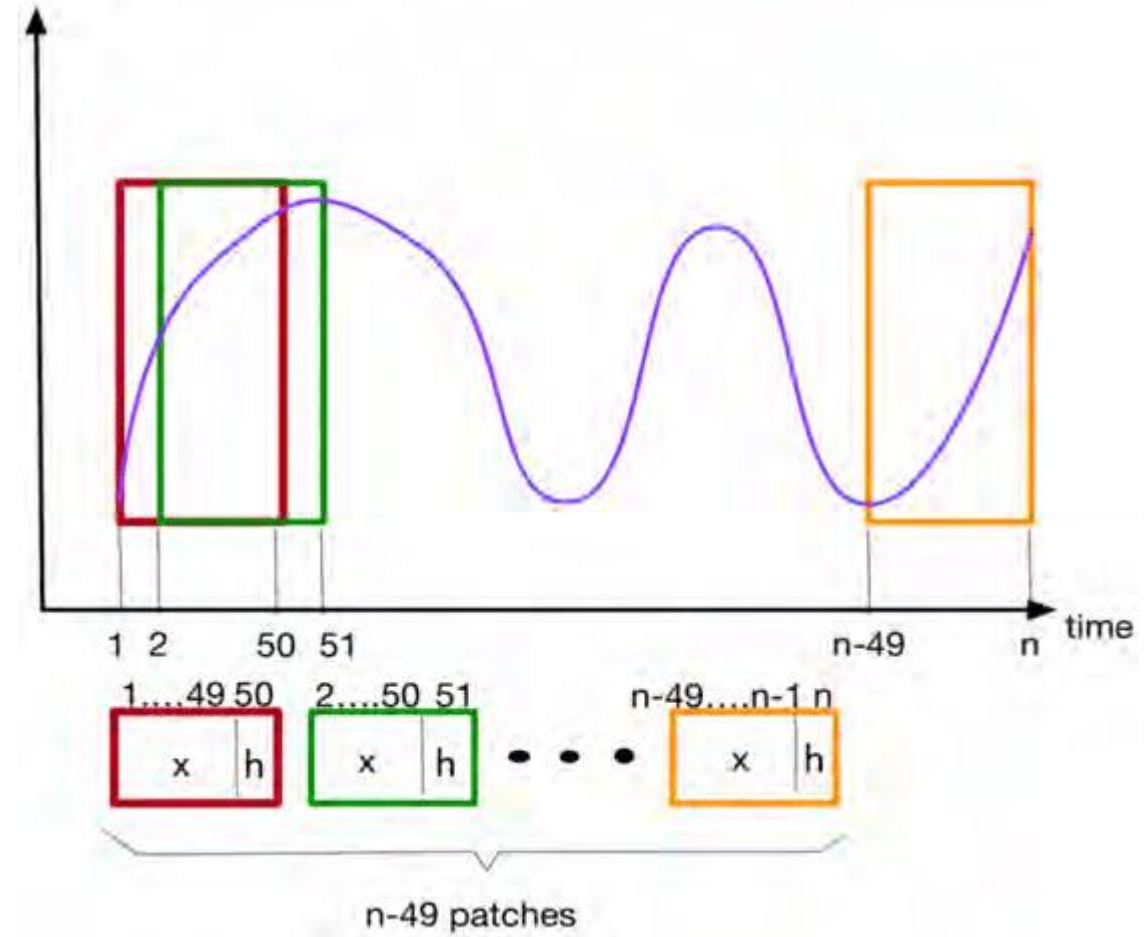 time
1 2 50 51 n-49 n
1....49 50 2....50 51 n-49....n-1 n
x h x h x h
n-49 patches